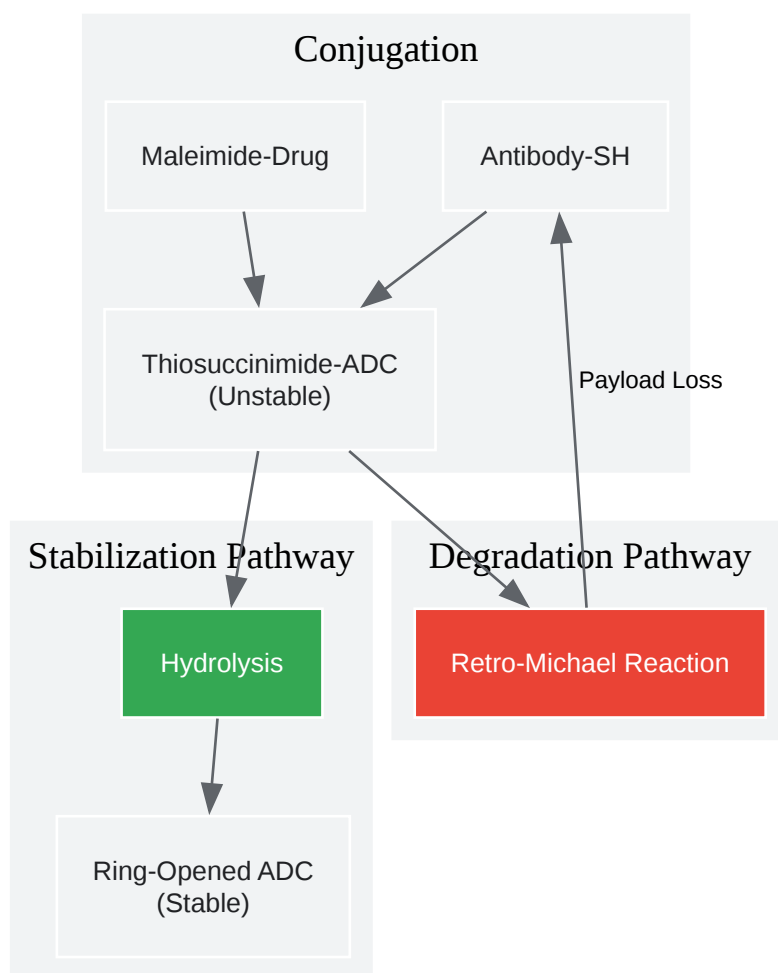 Conjugation
Maleimide-Drug
Antibody-SH
Thiosuccinimide-ADC
(Unstable)
Payload Loss
Stabilization Pathway
Degradation Pathway
Hydrolysis
Retro-Michael Reaction
Ring-Opened ADC
(Stable)